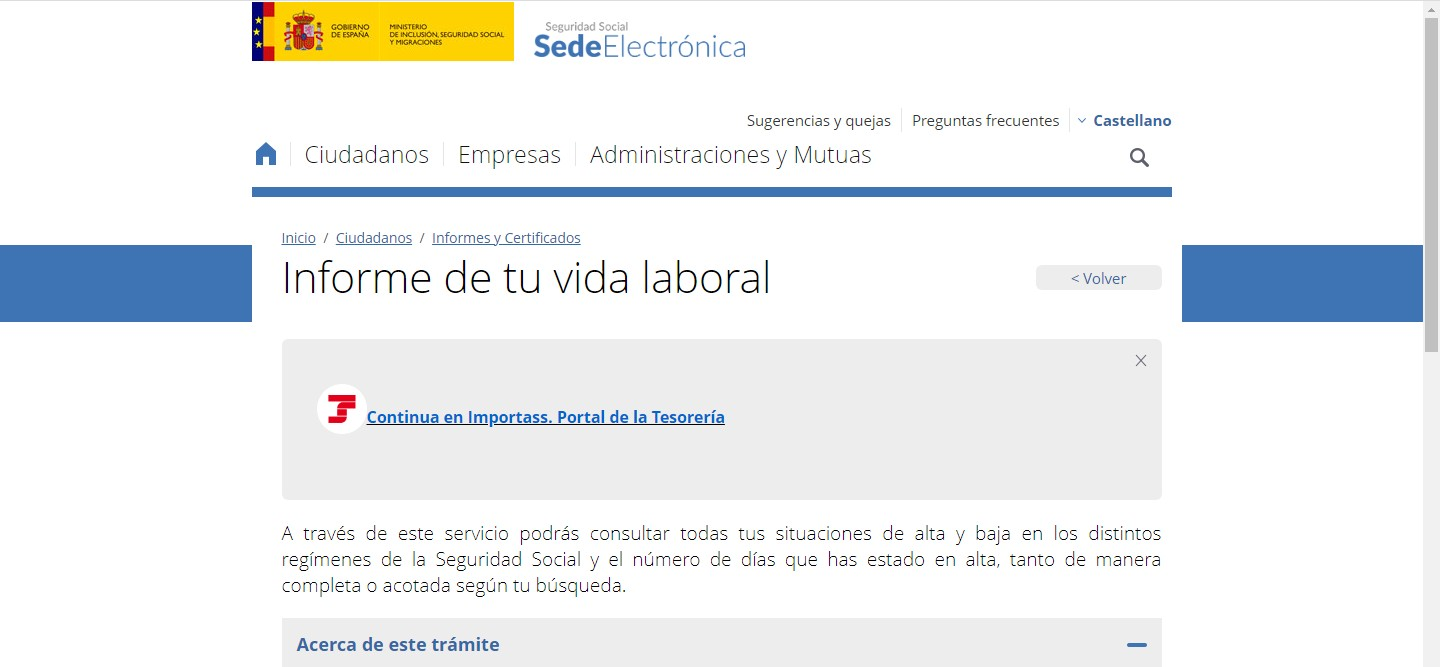 GOBIERNO
DE ESPAÑA
MINISTERIO
DE INCLUSIÓN, SEGURIDAD SOCIAL
Y MIGRACIONES
Seguridad Social
SedeElectrónica
Sugerencias y quejas
Preguntas frecuentes
Castellano
Ciudadanos
Empresas
Administraciones y Mutuas
Inicio / Ciudadanos / Informes y Certificados
Informe de tu vida laboral
< Volver
Continua en Importass. Portal de la Tesorería
A través de este servicio podrás consultar todas tus situaciones de alta y baja en los distintos
regímenes de la Seguridad Social y el número de días que has estado en alta, tanto de manera
completa o acotada según tu búsqueda.
Acerca de este trámite